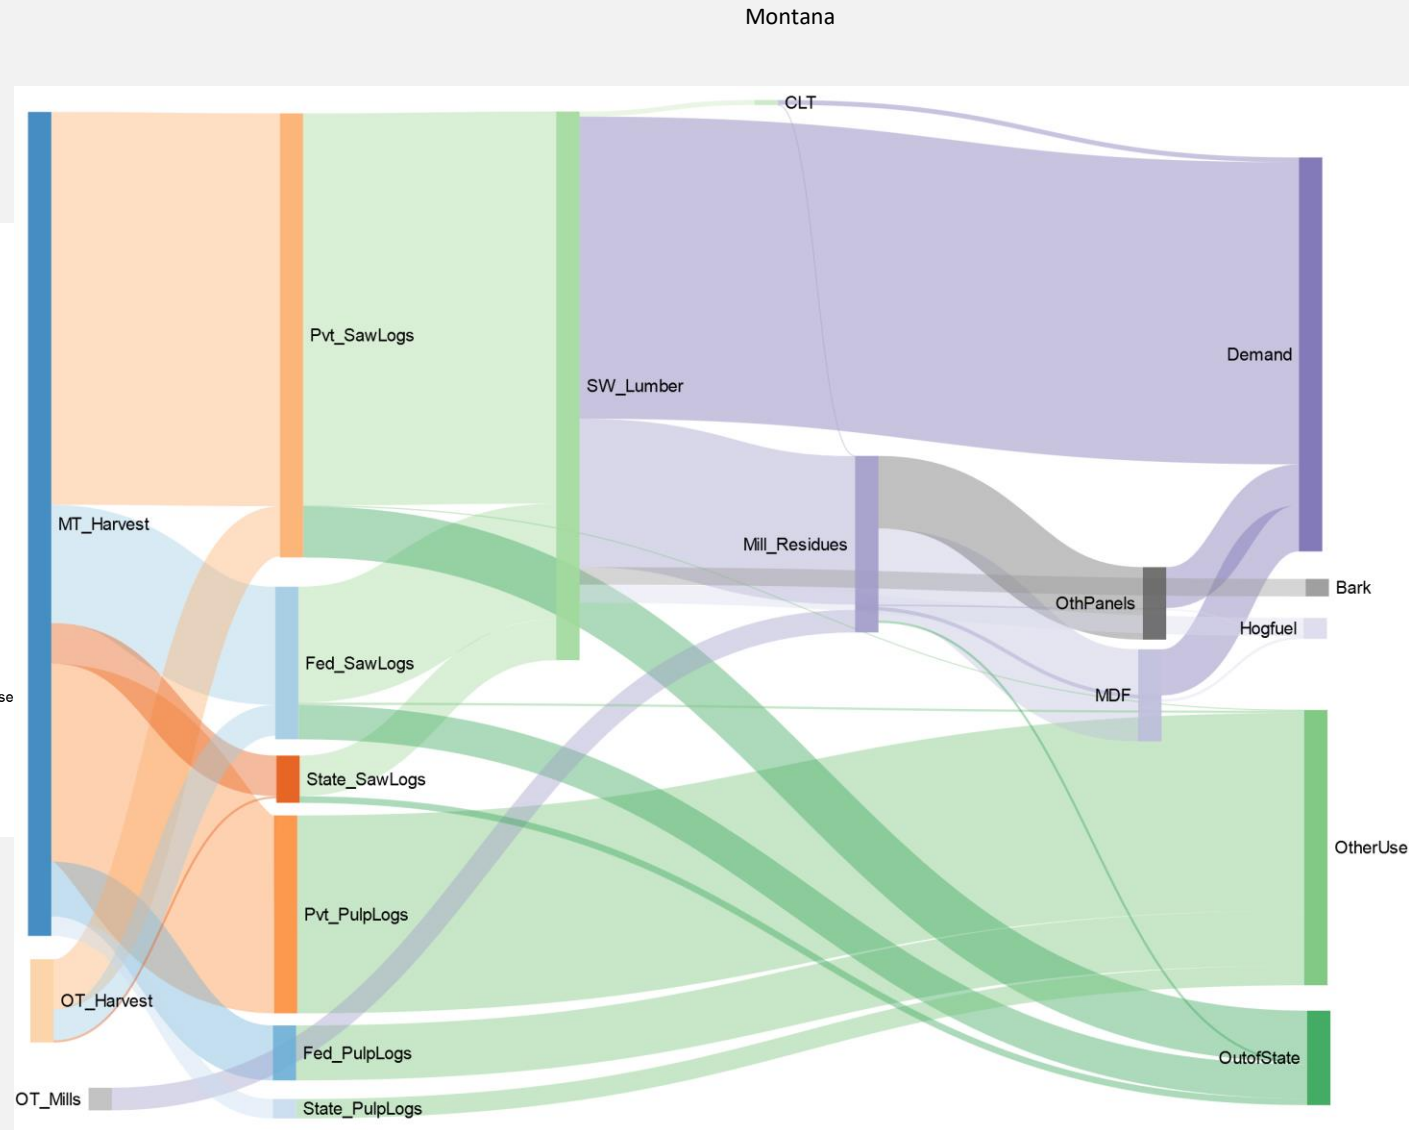 Montana
CLT
Pvt_SawLogs
Demand
SW_Lumber
MT_Harvest
Mill_Residues
Bark
OthPanels
Hogfuel
Fed_SawLogs
MDF
se
State_SawLogs
OtherUse
Pvt_PulpLogs
OT_Harvest
Fed_PulpLogs
OutofState
OT_Mills
State_PulpLogs